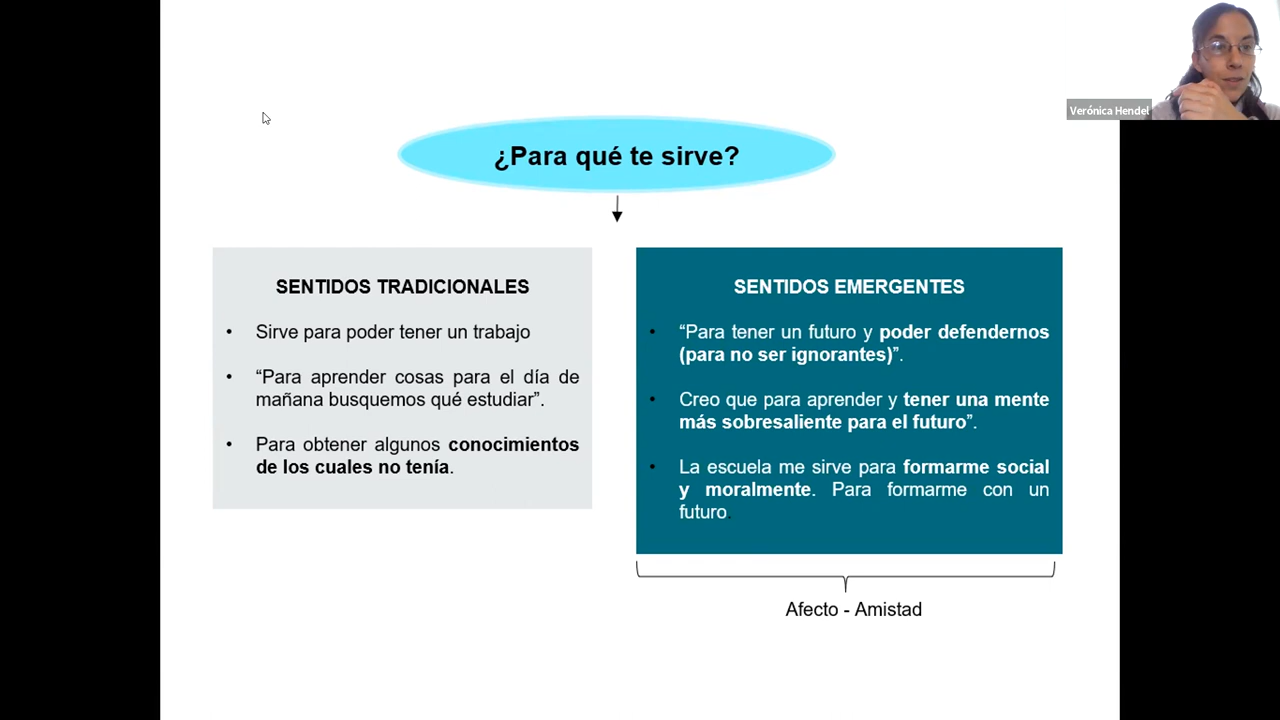 Verónica Hendel
¿Para qué te sirve?
SENTIDOS TRADICIONALES
• Sirve para poder tener un trabajo
• “Para aprender cosas para el día de
mañana busquemos qué estudiar”.
• Para obtener algunos conocimientos
de los cuales no tenía.
SENTIDOS EMERGENTES
• “Para tener un futuro y poder defendernos
(para no ser ignorantes)”.
• Creo que para aprender y tener una mente
más sobresaliente para el futuro”.
• La escuela me sirve para formarme social
y moralmente. Para formarme con un
futuro.
Afecto - Amistad